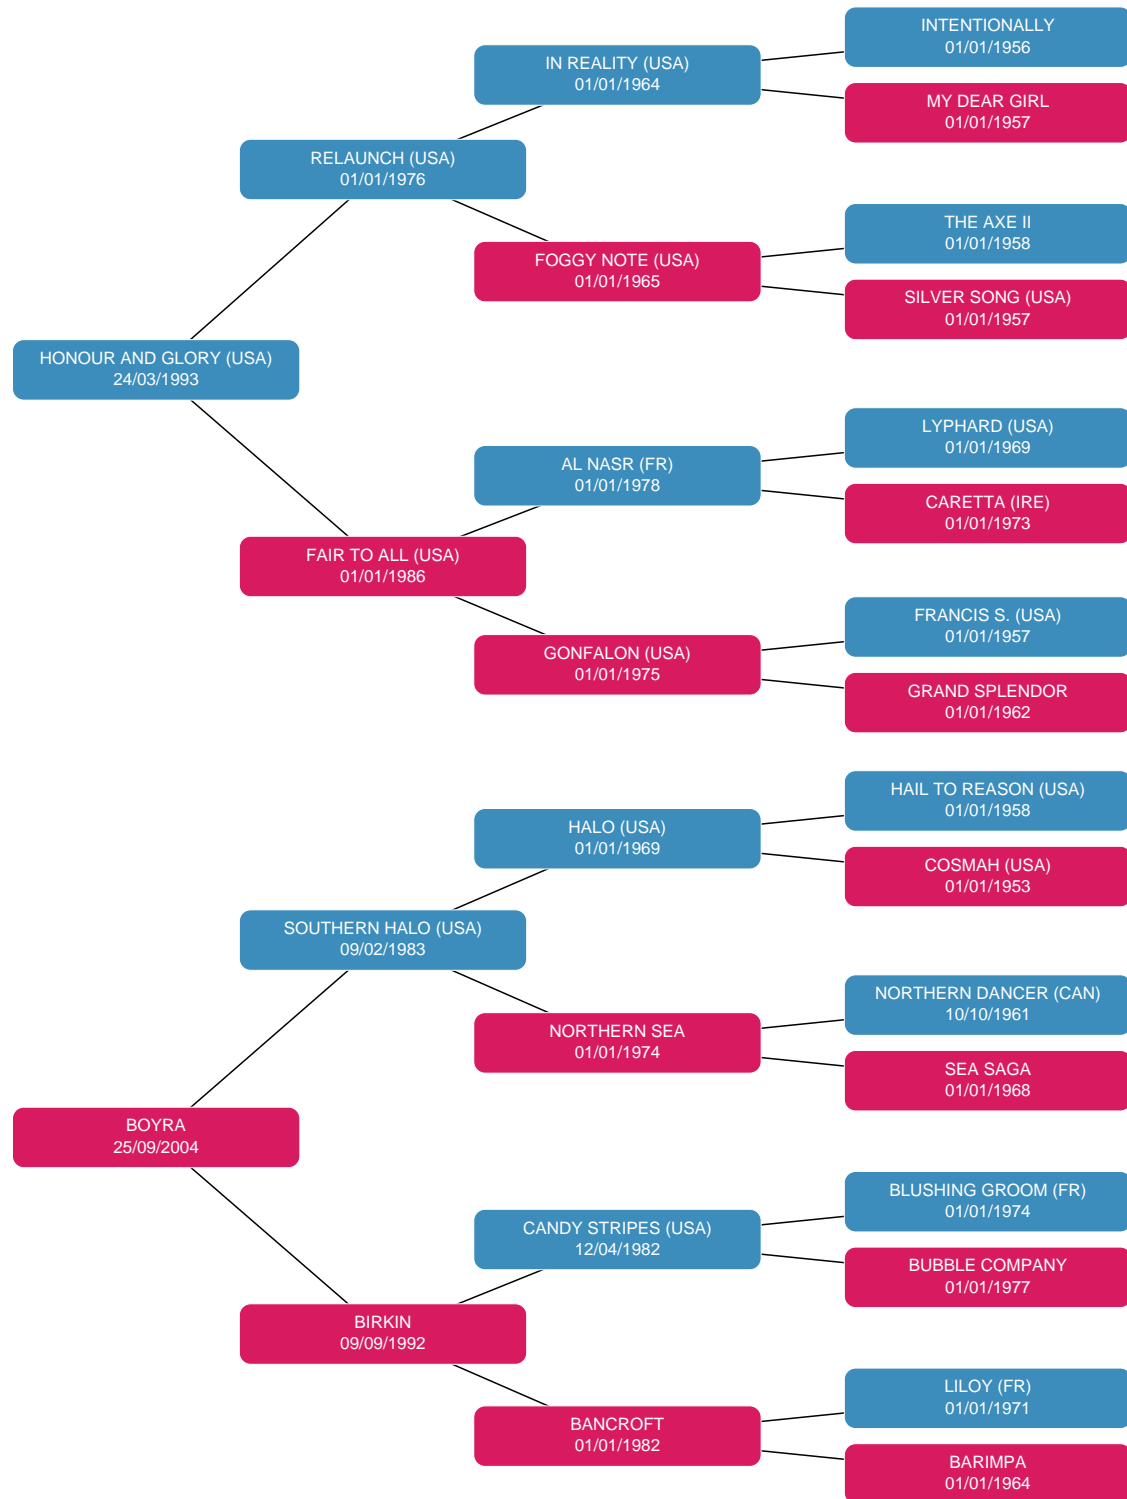 INTENTIONALLY
01/01/1956
IN REALITY (USA)
01/01/1964
MY DEAR GIRL
01/01/1957
RELAUNCH (USA)
01/01/1976
THE AXE II
01/01/1958
FOGGY NOTE (USA)
01/01/1965
SILVER SONG (USA)
01/01/1957
HONOUR AND GLORY (USA)
24/03/1993
LYPHARD (USA)
01/01/1969
AL NASR (FR)
01/01/1978
CARETTA (IRE)
01/01/1973
FAIR TO ALL (USA)
01/01/1986
FRANCIS S. (USA)
01/01/1957
GONFALON (USA)
01/01/1975
GRAND SPLENDOR
01/01/1962
HAIL TO REASON (USA)
01/01/1958
HALO (USA)
01/01/1969
COSMAH (USA)
01/01/1953
SOUTHERN HALO (USA)
09/02/1983
NORTHERN DANCER (CAN)
10/10/1961
NORTHERN SEA
01/01/1974
SEA SAGA
01/01/1968
BOYRA
25/09/2004
BLUSHING GROOM (FR)
01/01/1974
CANDY STRIPES (USA)
12/04/1982
BUBBLE COMPANY
01/01/1977
BIRKIN
09/09/1992
LILOY (FR)
01/01/1971
BANCROFT
01/01/1982
BARIMPA
01/01/1964